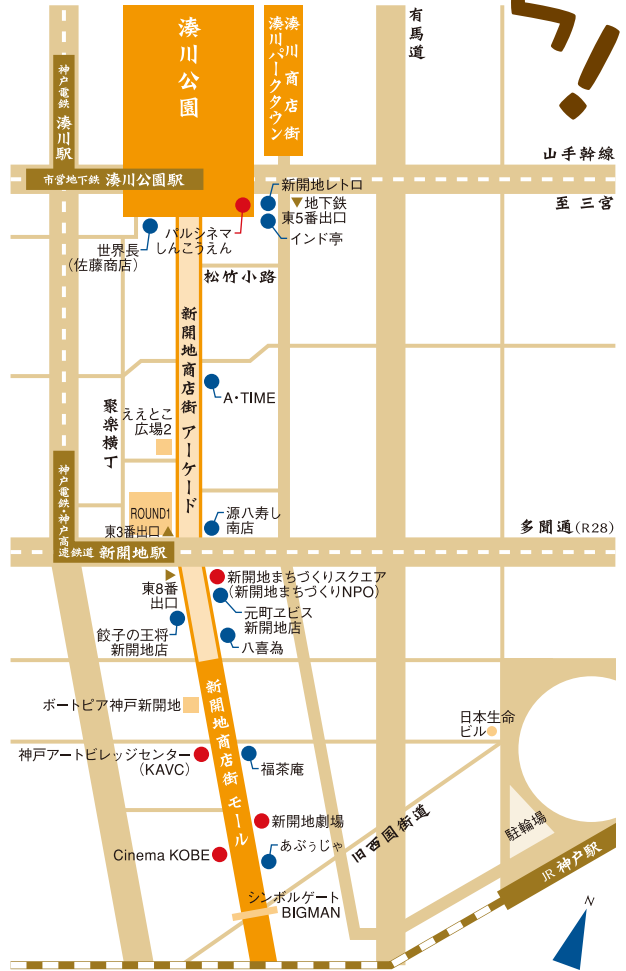 ク!
湊川公園
湊川商店街
湊川パークタウン
有馬道
神戸電鉄 湊川駅
山手幹線
市営地下鉄 湊川公園駅
新開地レトロ
至 三宮
▼地下鉄
東5番出口
パルシネマ
しんこうえん
インド亭
世界長
(佐藤商店)
松竹小路
新開地商店街 アーケード
A・TIME
聚楽横丁
ええとこ
広場2
神戸電鉄・神戸高速鉄道 新開地駅
ROUND1
東3番出口▲
源八寿し
南店
多聞通(R28)
東8番
出口
新開地まちづくりスクエア
(新開地まちづくりNPO)
元町ヱビス
新開地店
餃子の王将
新開地店
八喜為
新開地商店街 モール
ボートピア神戸新開地
日本生命
ビル
神戸アートビレッジセンター
(KAVC)
福茶庵
新開地劇場
旧西国街道
駐輪場
Cinema KOBE
あぶぅじゃ
JR 神戸駅
シンボルゲート
BIGMAN
N